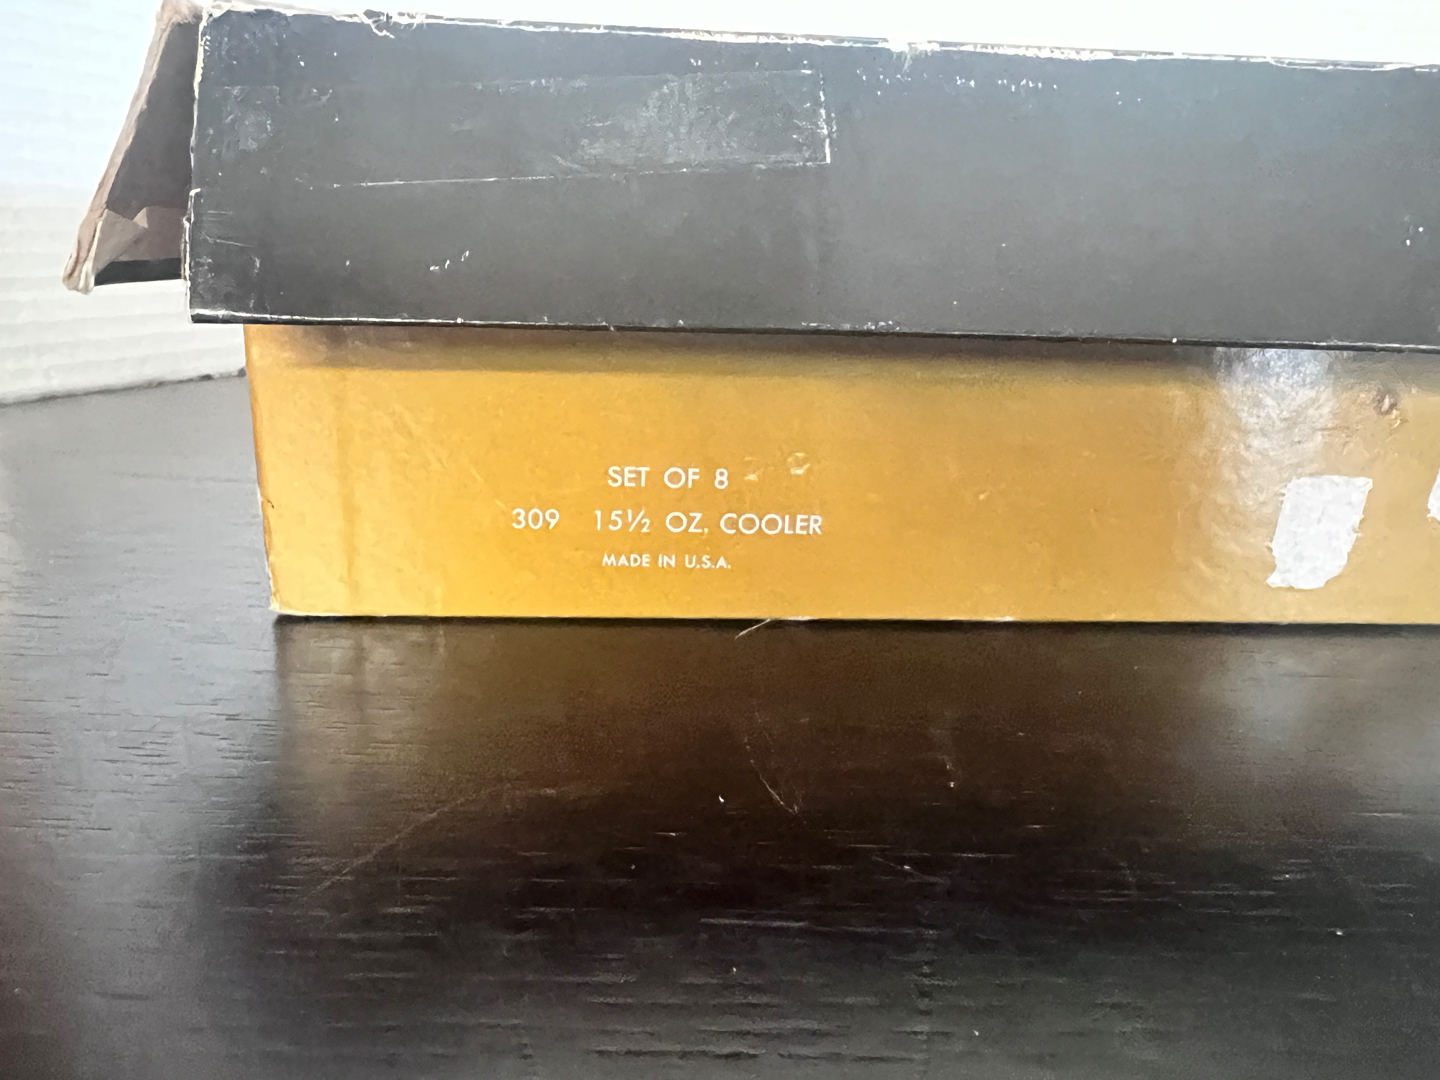 SET OF 8
309 15½ OZ. COOLER
MADE IN U.S.A.